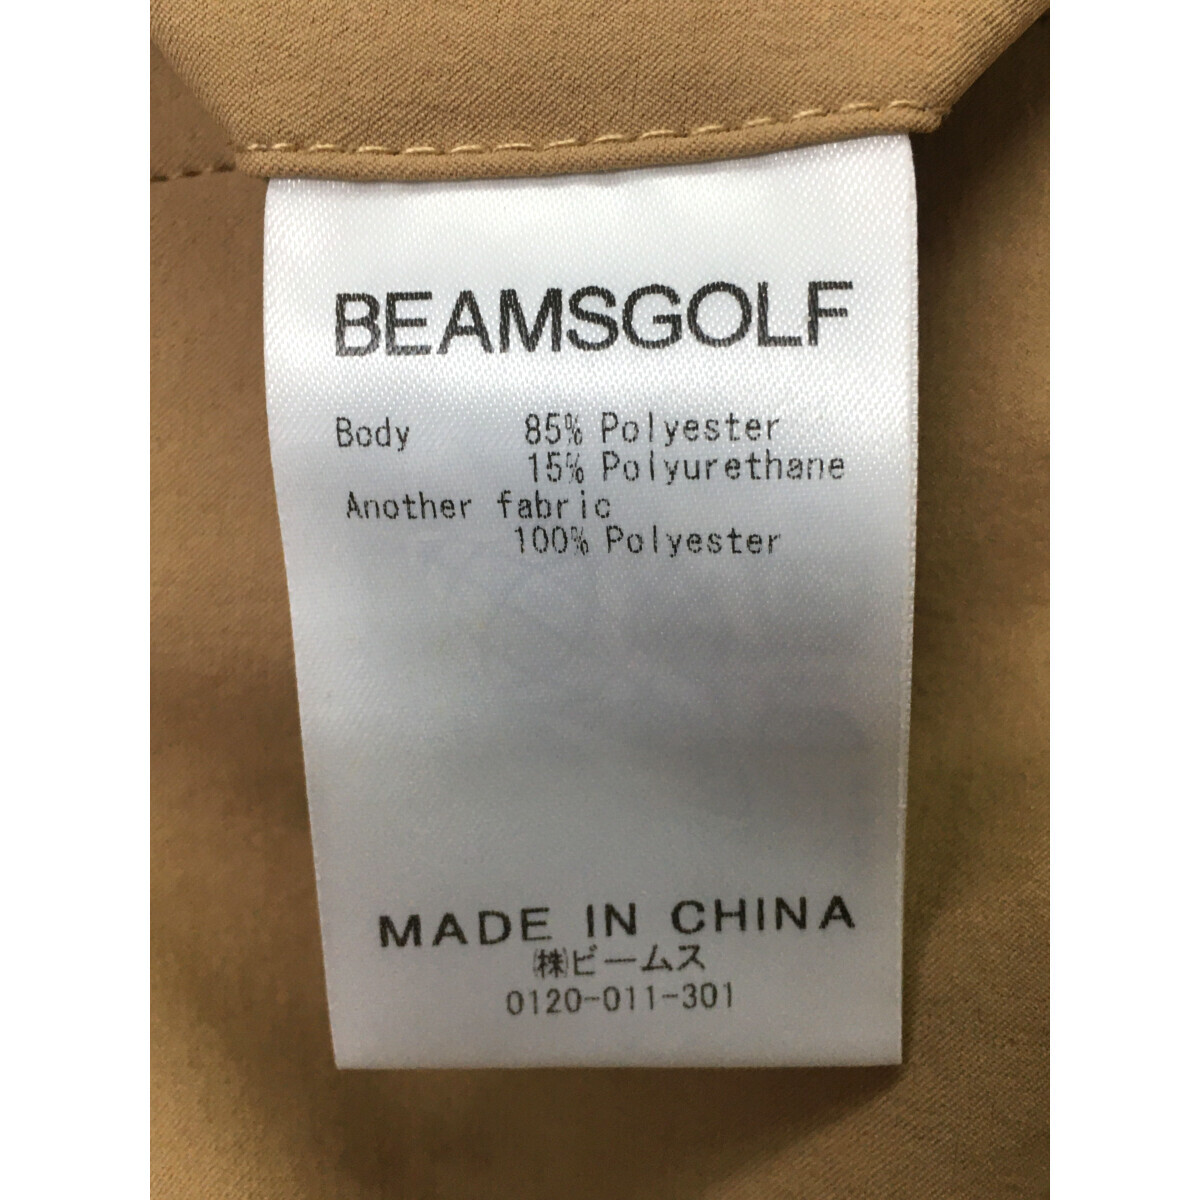 BEAMSGOLF
Body 85% Polyester
15% Polyurethane
Another fabric
100% Polyester
MADE IN CHINA
㈱ビームス
0120-011-301